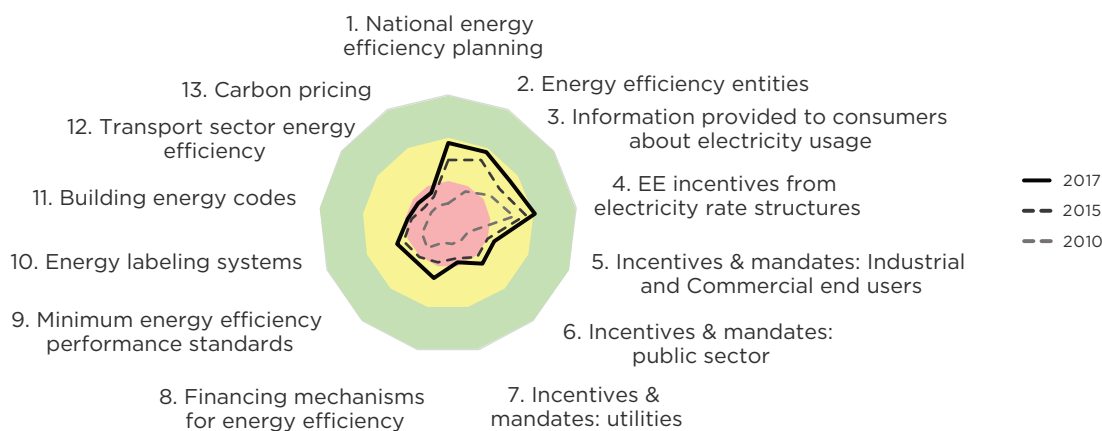 1. National energy
efficiency planning
2. Energy efficiency entities
3. Information provided to consumers
about electricity usage
4. EE incentives from
electricity rate structures
5. Incentives & mandates: Industrial
and Commercial end users
6. Incentives & mandates:
public sector
7. Incentives &
mandates: utilities
8. Financing mechanisms
for energy efficiency
9. Minimum energy efficiency
performance standards
10. Energy labeling systems
11. Building energy codes
12. Transport sector energy
efficiency
13. Carbon pricing
2017
2015
2010